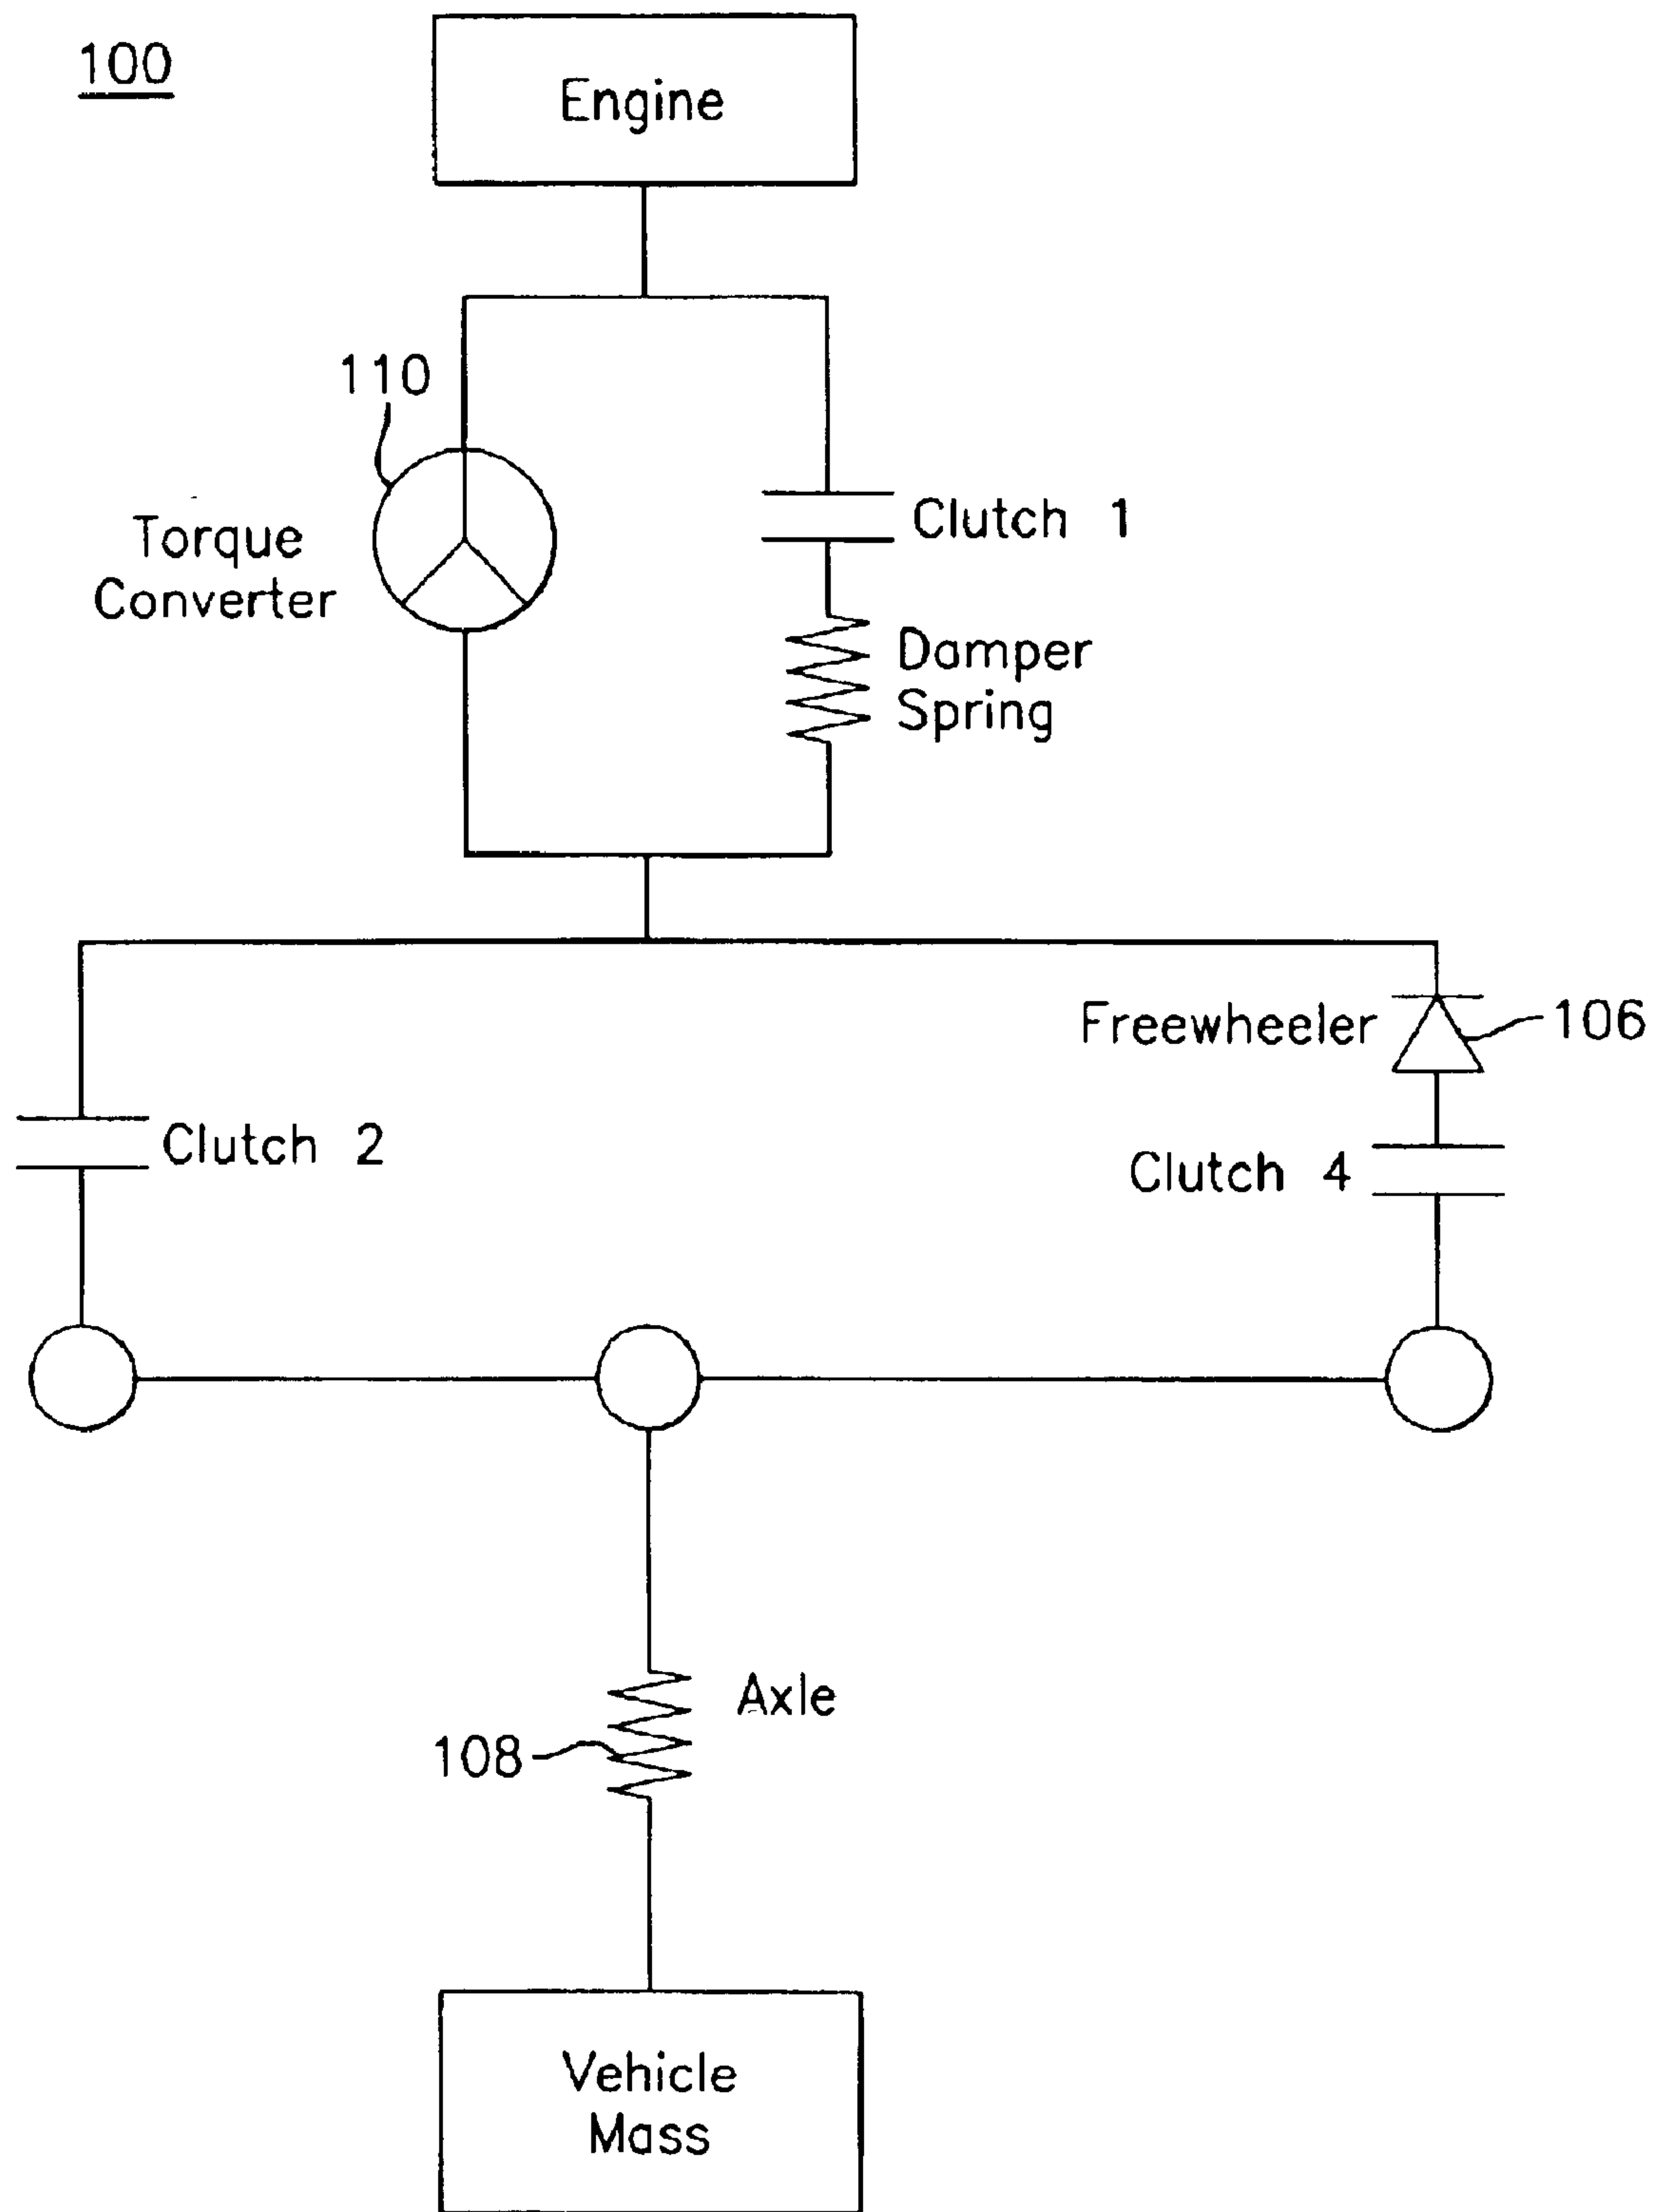 100
Engine
110
Torque
Converter
Clutch 1
Damper
Spring
Freewheeler
106
Clutch 2
Clutch 4
Axle
108
Vehicle
Mass